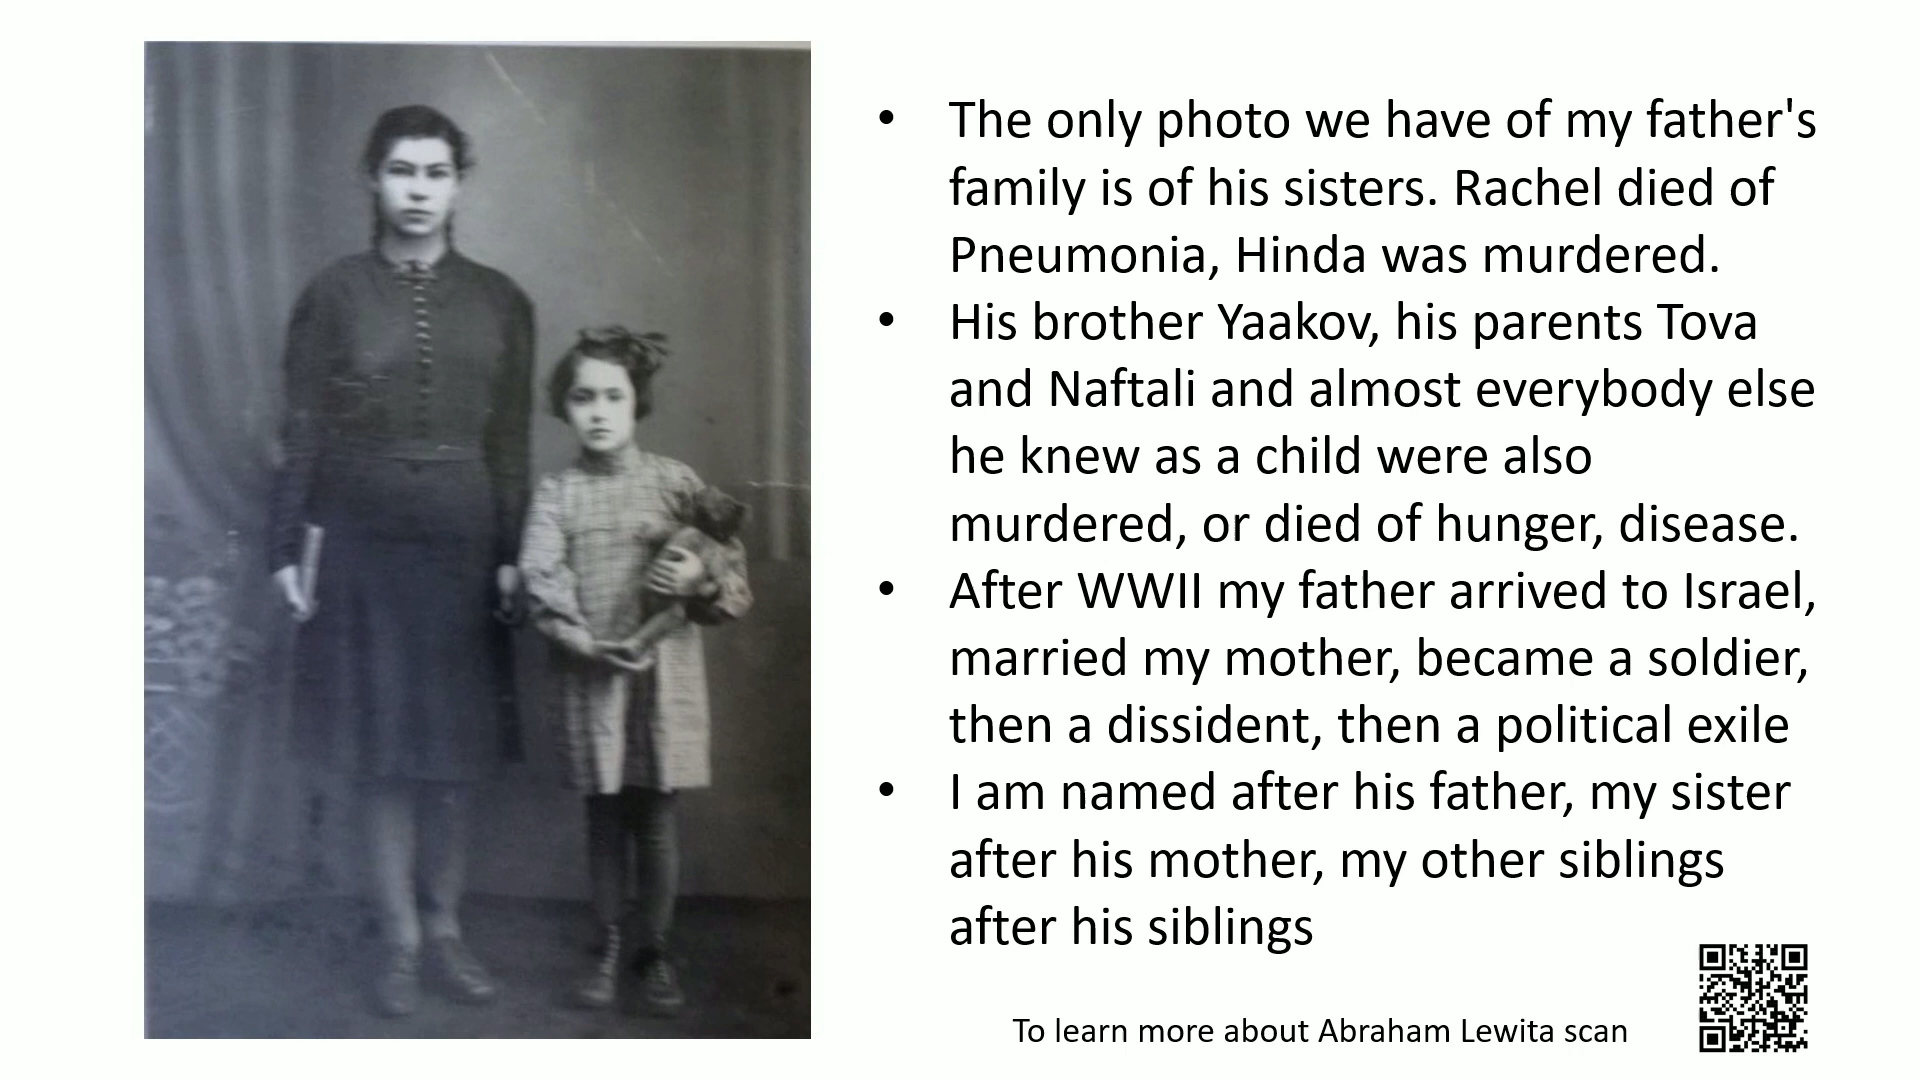 • The only photo we have of my father's
family is of his sisters. Rachel died of
Pneumonia, Hinda was murdered.
• His brother Yaakov, his parents Tova
and Naftali and almost everybody else
he knew as a child were also
murdered, or died of hunger, disease.
• After WWII my father arrived to Israel,
married my mother, became a soldier,
then a dissident, then a political exile
• I am named after his father, my sister
after his mother, my other siblings
after his siblings
To learn more about Abraham Lewita scan